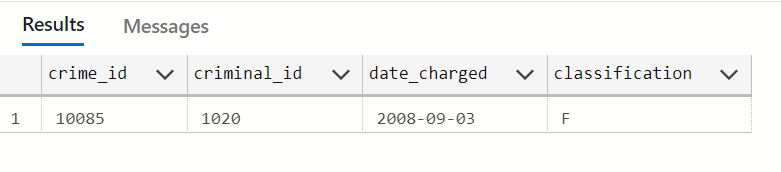 Results Messages
crime_id criminal_id date_charged classification
1 10085 1020 2008-09-03 F